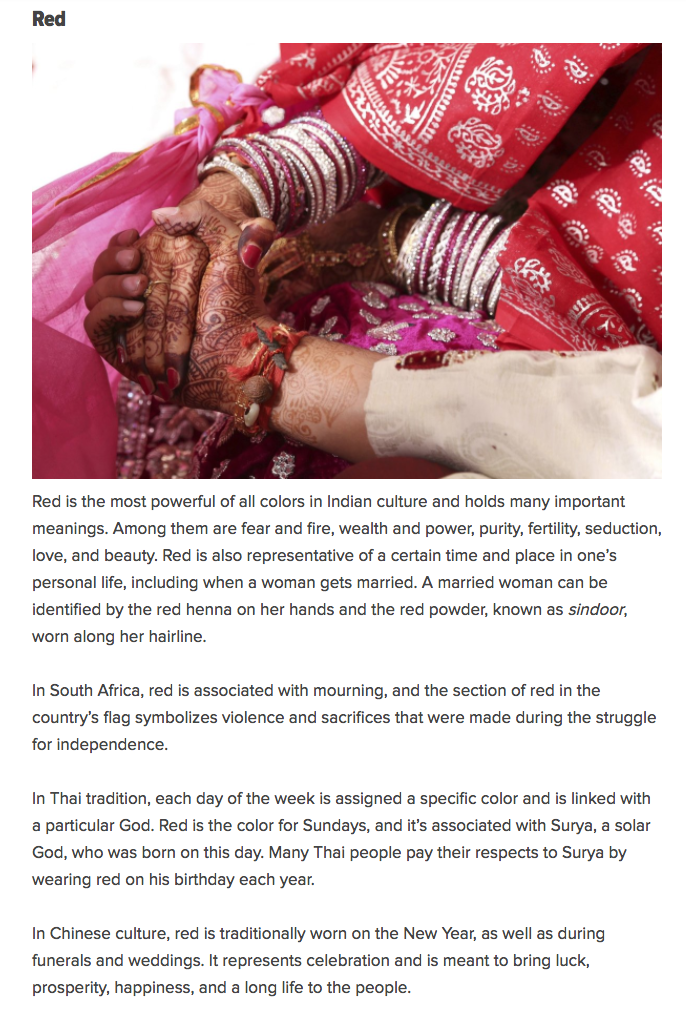 Red
Red is the most powerful of all colors in Indian culture and holds many important
meanings. Among them are fear and fire, wealth and power, purity, fertility, seduction,
love, and beauty. Red is also representative of a certain time and place in one’s
personal life, including when a woman gets married. A married woman can be
identified by the red henna on her hands and the red powder, known as sindoor,
worn along her hairline.
In South Africa, red is associated with mourning, and the section of red in the
country’s flag symbolizes violence and sacrifices that were made during the struggle
for independence.
In Thai tradition, each day of the week is assigned a specific color and is linked with
a particular God. Red is the color for Sundays, and it’s associated with Surya, a solar
God, who was born on this day. Many Thai people pay their respects to Surya by
wearing red on his birthday each year.
In Chinese culture, red is traditionally worn on the New Year, as well as during
funerals and weddings. It represents celebration and is meant to bring luck,
prosperity, happiness, and a long life to the people.